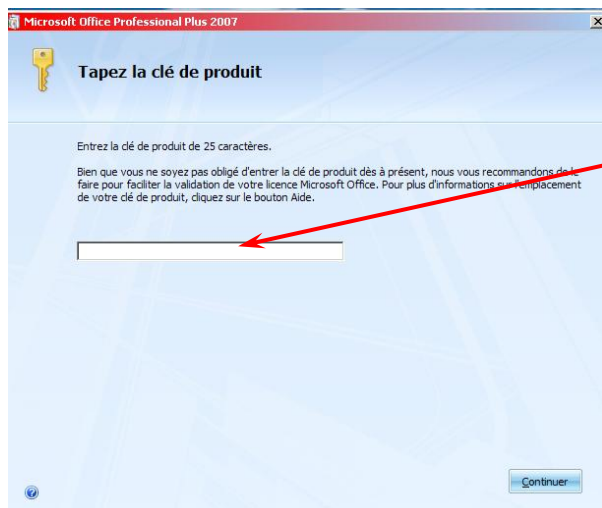 Microsoft Office Professional Plus 2007
Tapez la clé de produit
Entrez la clé de produit de 25 caractères.
Bien que vous ne soyez pas obligé d'entrer la clé de produit dès à présent, nous vous recommandons de le
faire pour faciliter la validation de votre licence Microsoft Office. Pour plus d'informations sur l'emplacement
de votre clé de produit, cliquez sur le bouton Aide.
Continuer